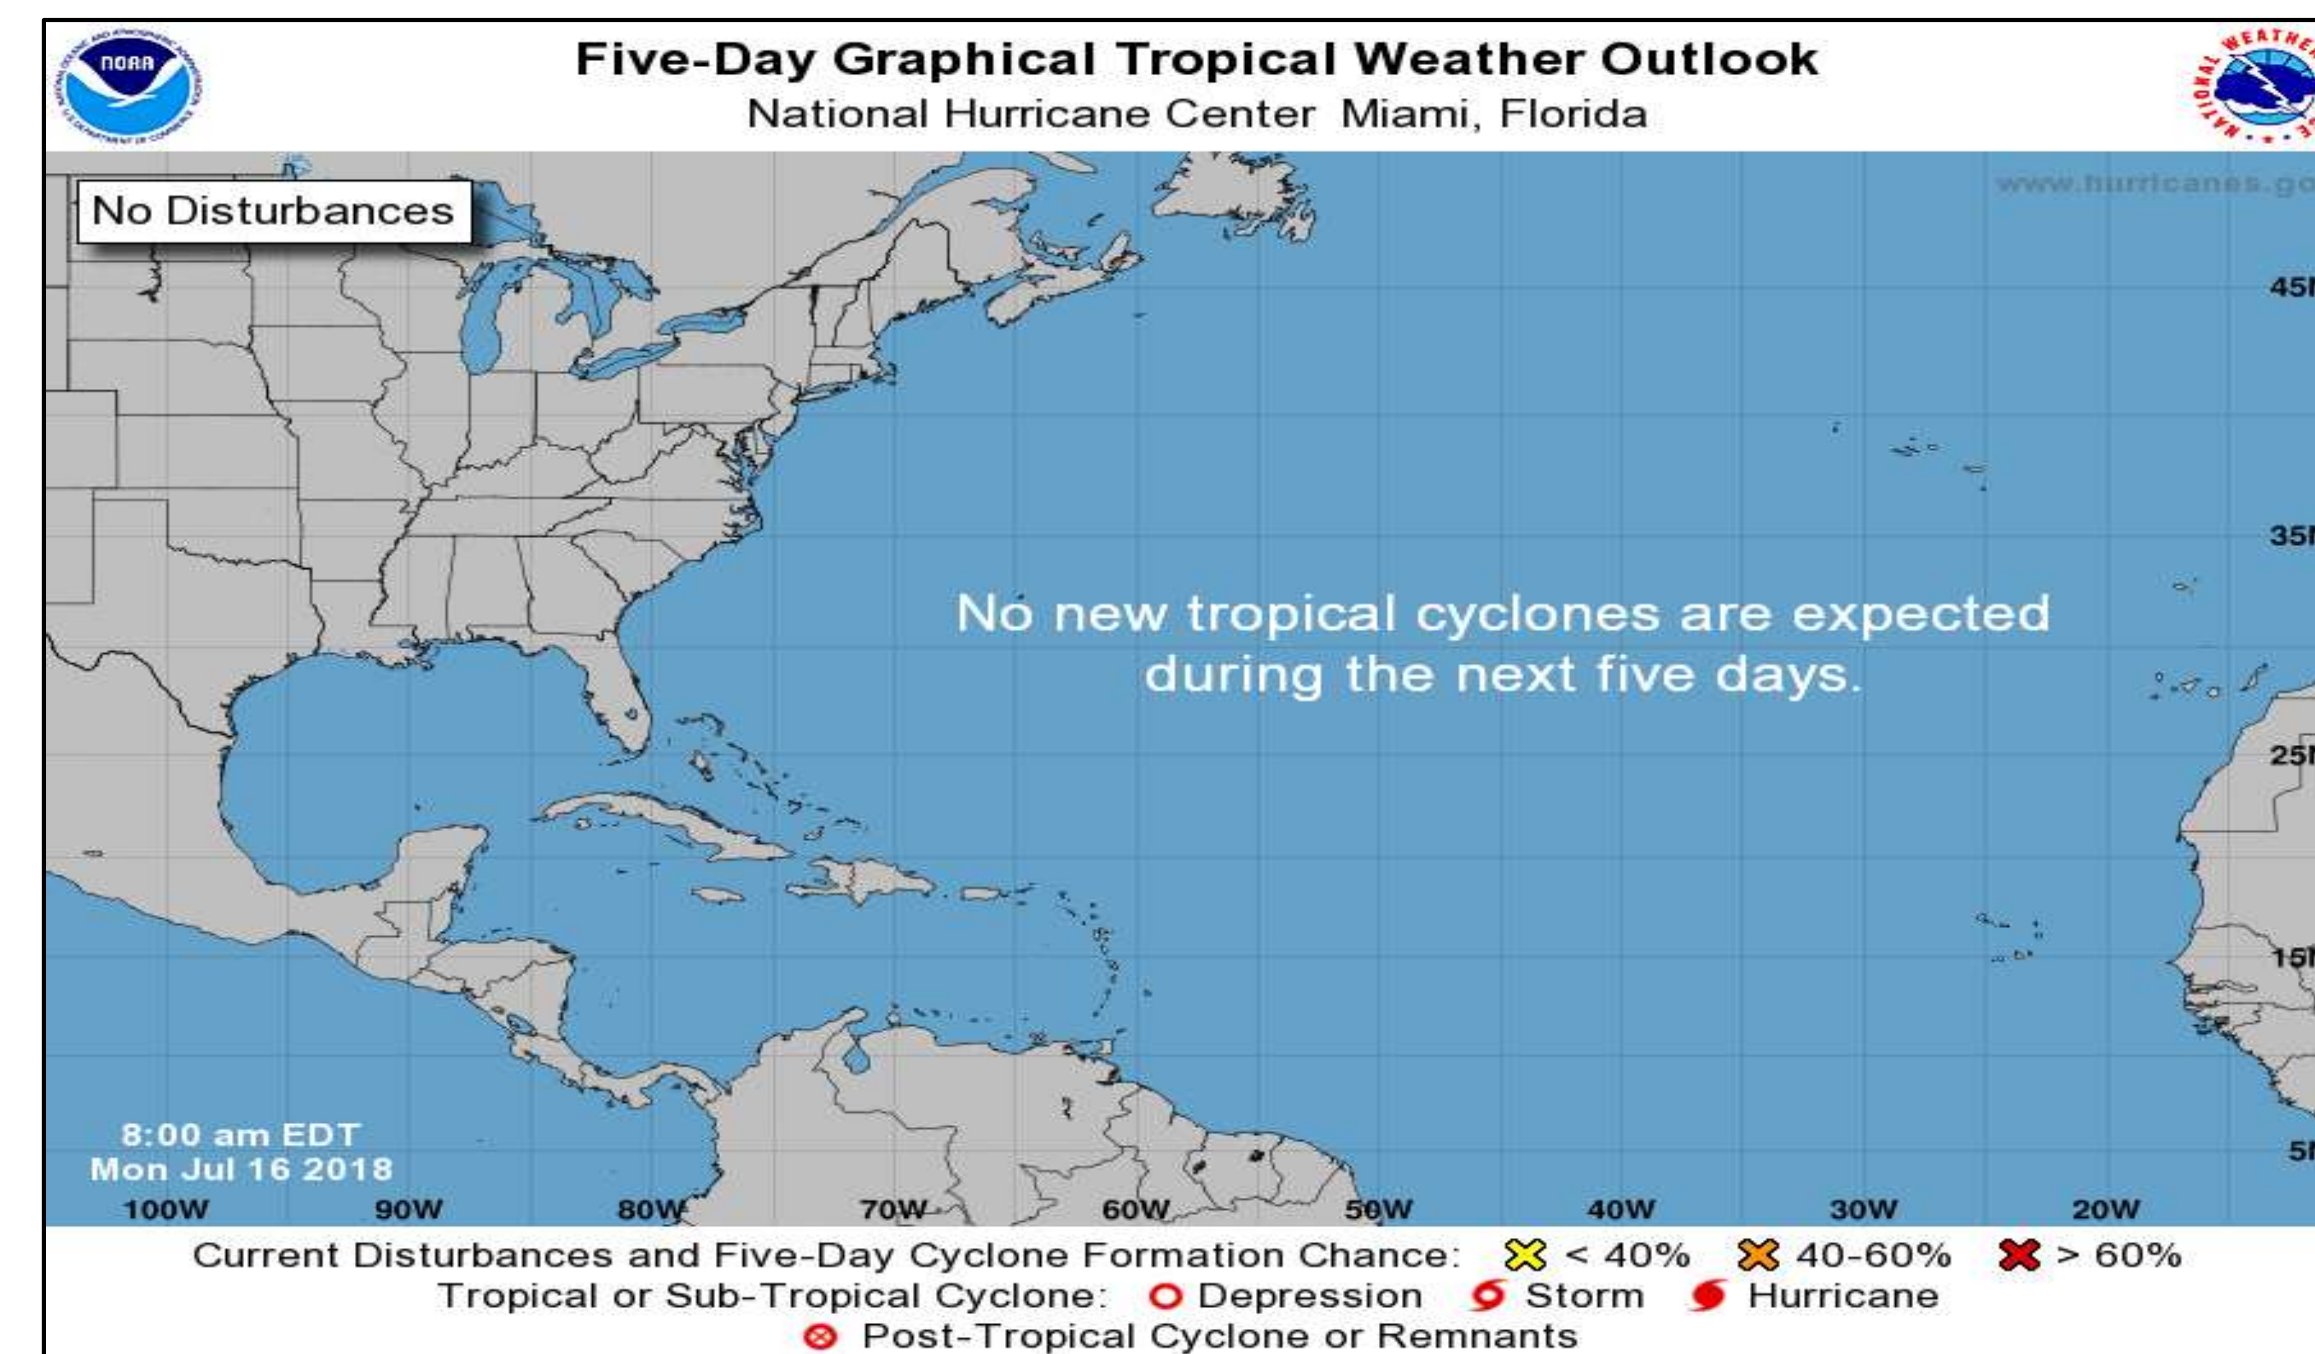 NOAA
Five-Day Graphical Tropical Weather Outlook
National Hurricane Center Miami, Florida
NATIONAL WEATHER
No Disturbances
45N
35N
No new tropical cyclones are expected
during the next five days.
25N
15N
8:00 am EDT
Mon Jul 16 2018
5N
100W 90W 80W 70W 60W 50W 40W 30W 20W
Current Disturbances and Five-Day Cyclone Formation Chance: < 40% 40-60% > 60%
Tropical or Sub-Tropical Cyclone: Depression Storm Hurricane
Post-Tropical Cyclone or Remnants